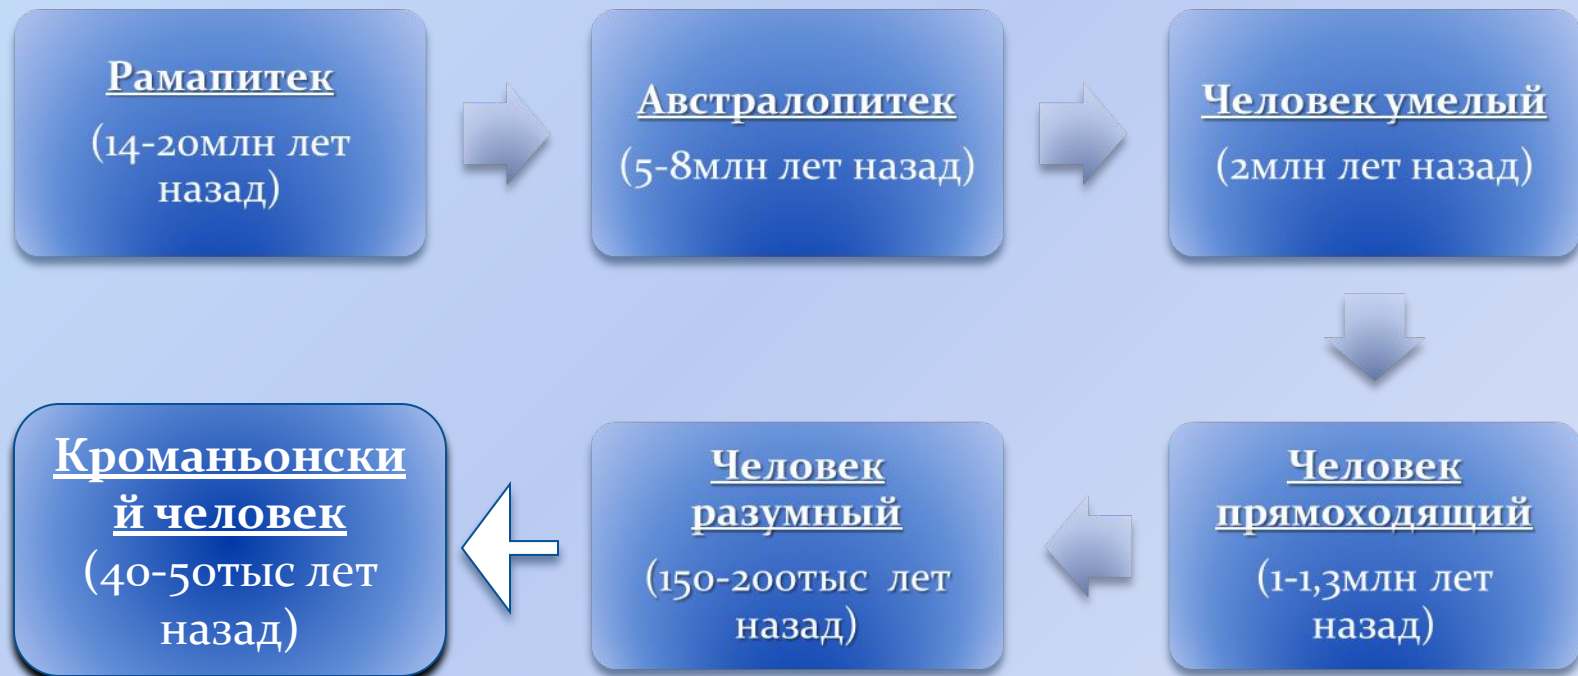 Рамапитек
(14-20млн лет
назад)
Австралопитек
(5-8млн лет назад)
Человек умелый
(2млн лет назад)
Человек
прямоходящий
(1-1,3млн лет
назад)
Человек
разумный
(150-200тыс  лет
назад)
Кроманьонски
й человек
(40-50тыс лет
назад)